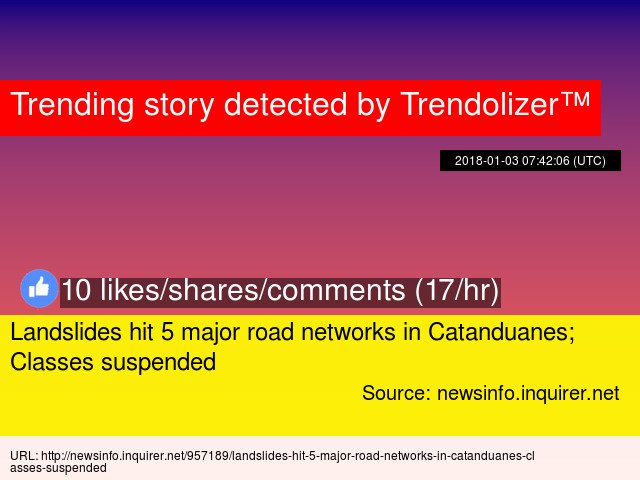 Trending story detected by Trendolizer™
2018-01-03 07:42:06 (UTC)
10 likes/shares/comments (17/hr)
Landslides hit 5 major road networks in Catanduanes;
Classes suspended
Source: newsinfo.inquirer.net
URL: http://newsinfo.inquirer.net/957189/landslides-hit-5-major-road-networks-in-catanduanes-cl
asses-suspended